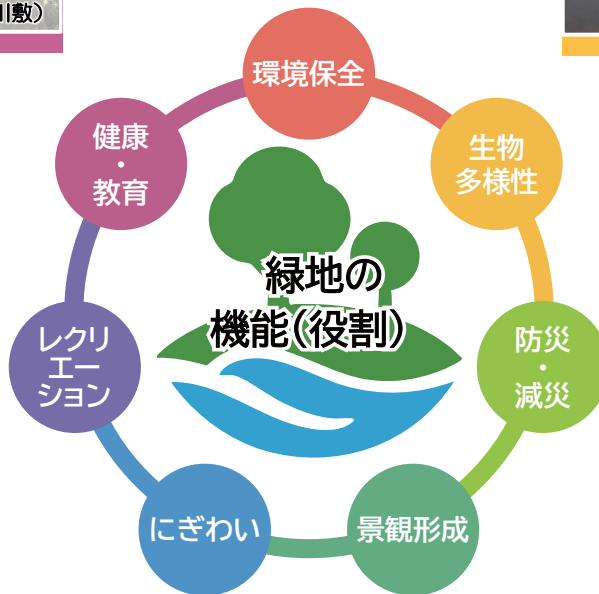 川敷)
環境保全
健康
・
教育
生物
多様性
緑地の
機能(役割)
レクリ
エー
ション
防災
・
減災
にぎわい
景観形成